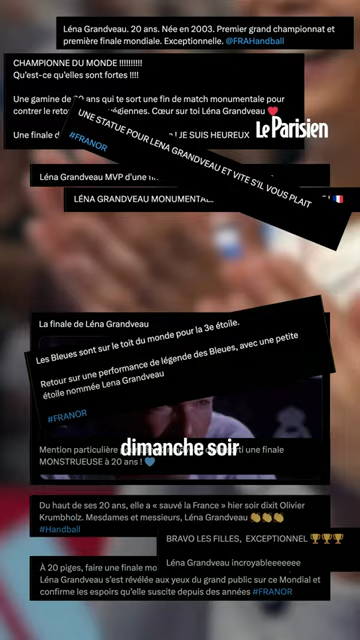 Léna Grandveau. 20 ans. Née en 2003. Premier grand championnat et
première finale mondiale. Exceptionnelle. @FRAHandball
CHAMPIONNE DU MONDE !!!!!!!!!!
Qu'est-ce qu'elles sont fortes !!!!
Une gamine de 20 ans qui te sort une fin de match monumentale pour
contrer le reto
Cœur sur toi Léna Grandveau ❤️
Une finale d
! JE SUIS HEUREUX
Le Parisien
UNE STATUE POUR LENA GRANDVEAU ET VITE S'IL VOUS PLAIT
#FRANOR
Léna Grandveau MVP d'une
LÉNA GRANDVEAU MONUMENTAL
! 🇫🇷
La finale de Léna Grandveau
Les Bleues sont sur le toit du monde pour la 3e étoile.
Retour sur une performance de légende des Bleues, avec une petite
étoile nommée Lena Grandveau
#FRANOR
dimanche soir
Mention particulière
ti une finale
MONSTRUEUSE à 20 ans ! 💙
Du haut de ses 20 ans, elle a « sauvé la France » hier soir dixit Olivier
Krumbholz. Mesdames et messieurs, Léna Grandveau 👏👏👏
#Handball
BRAVO LES FILLES, EXCEPTIONNEL 🏆🏆🏆
Léna Grandveau incroyableeeeee
À 20 piges, faire une finale mo
Léna Grandveau s'est révélée aux yeux du grand public sur ce Mondial et
confirme les espoirs qu'elle suscite depuis des années #FRANOR